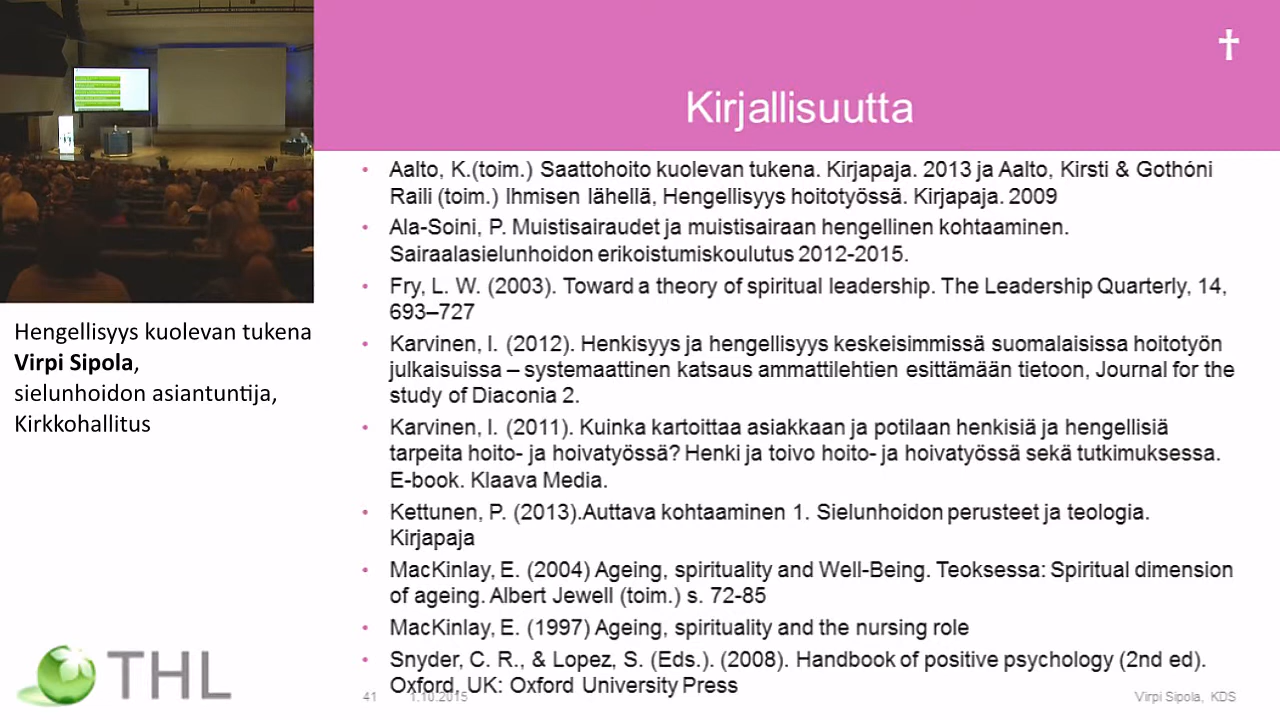 Kirjallisuutta
• Aalto, K.(toim.) Saattohoito kuolevan tukena. Kirjapaja. 2013 ja Aalto, Kirsti & Gothóni
Raili (toim.) Ihmisen lähellä, Hengellisyys hoitotyössä. Kirjapaja. 2009
• Ala-Soini, P. Muistisairaudet ja muistisairaan hengellinen kohtaaminen.
Sairaalasielunhoidon erikoistumiskoulutus 2012-2015.
• Fry, L. W. (2003). Toward a theory of spiritual leadership. The Leadership Quarterly, 14,
693–727
• Karvinen, I. (2012). Henkisyys ja hengellisyys keskeisimmissä suomalaisissa hoitotyön
julkaisuissa – systemaattinen katsaus ammattilehtien esittämään tietoon, Journal for the
study of Diaconia 2.
• Karvinen, I. (2011). Kuinka kartoittaa asiakkaan ja potilaan henkisiä ja hengellisiä
tarpeita hoito- ja hoivatyössä? Henki ja toivo hoito- ja hoivatyössä sekä tutkimuksessa.
E-book. Klaava Media.
• Kettunen, P. (2013).Auttava kohtaaminen 1. Sielunhoidon perusteet ja teologia.
Kirjapaja
• MacKinlay, E. (2004) Ageing, spirituality and Well-Being. Teoksessa: Spiritual dimension
of ageing. Albert Jewell (toim.) s. 72-85
• MacKinlay, E. (1997) Ageing, spirituality and the nursing role
• Snyder, C. R., & Lopez, S. (Eds.). (2008). Handbook of positive psychology (2nd ed).
Oxford, UK: Oxford University Press
41 1.10.2015 Virpi Sipola, KDS
Hengellisyys kuolevan tukena
Virpi Sipola,
sielunhoidon asiantuntija,
Kirkkohallitus
THL